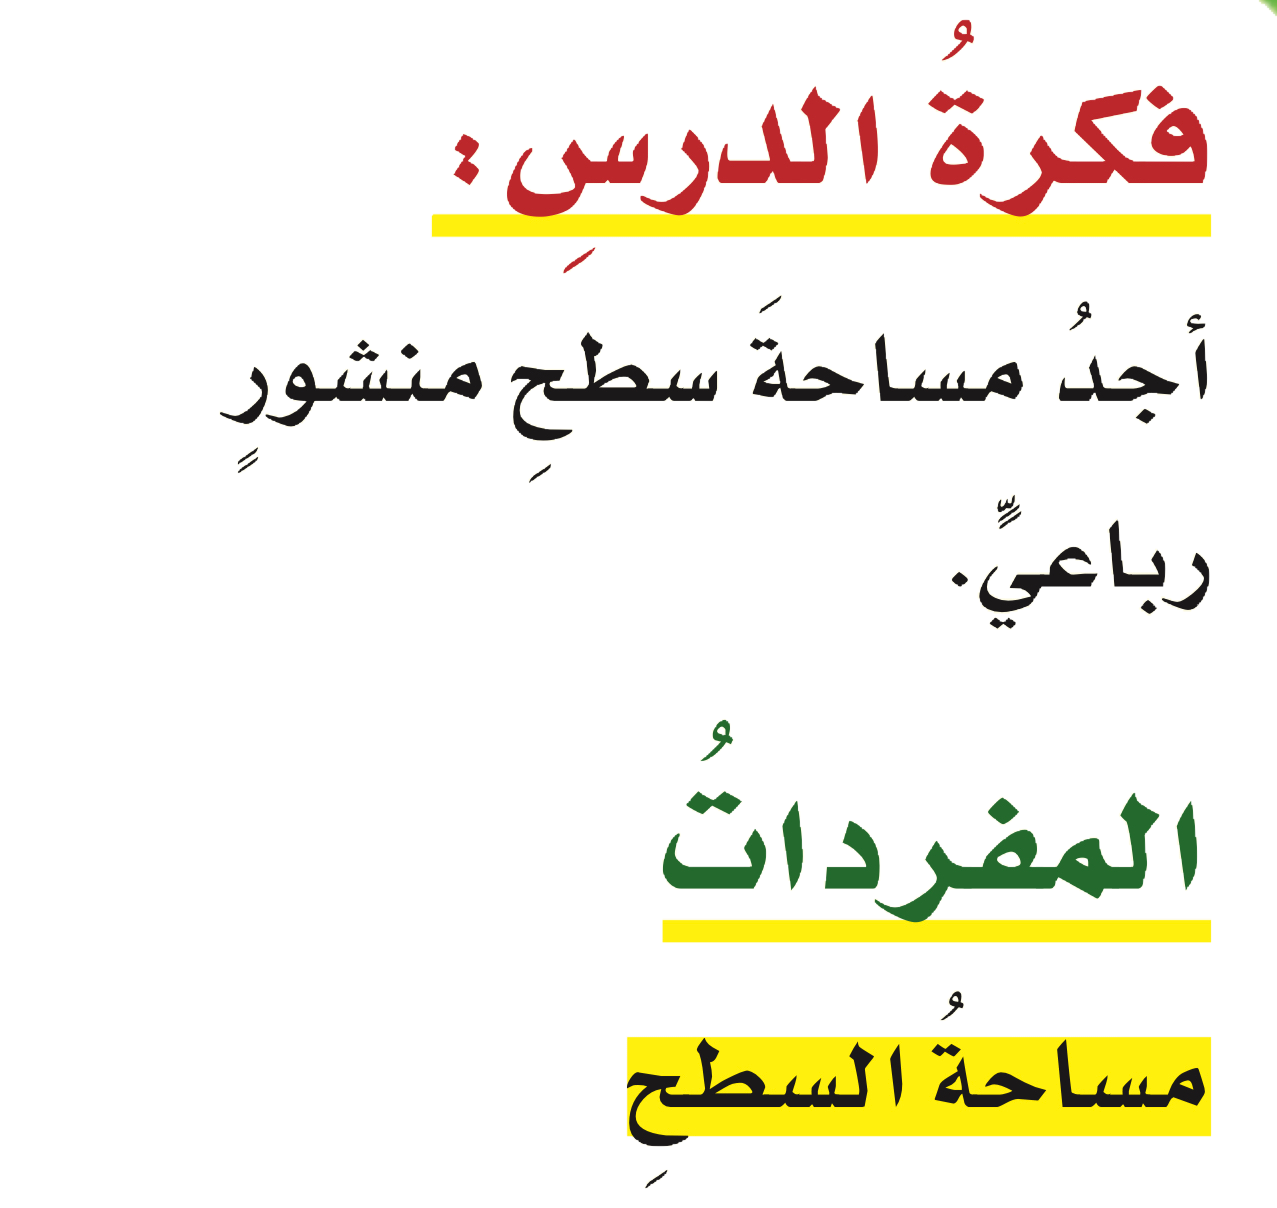 فكرةُ الدرسِ:
أجدُ مساحةَ سطحِ منشورٍ
رباعيٍّ.
المفرداتُ
مساحةُ السطحِ